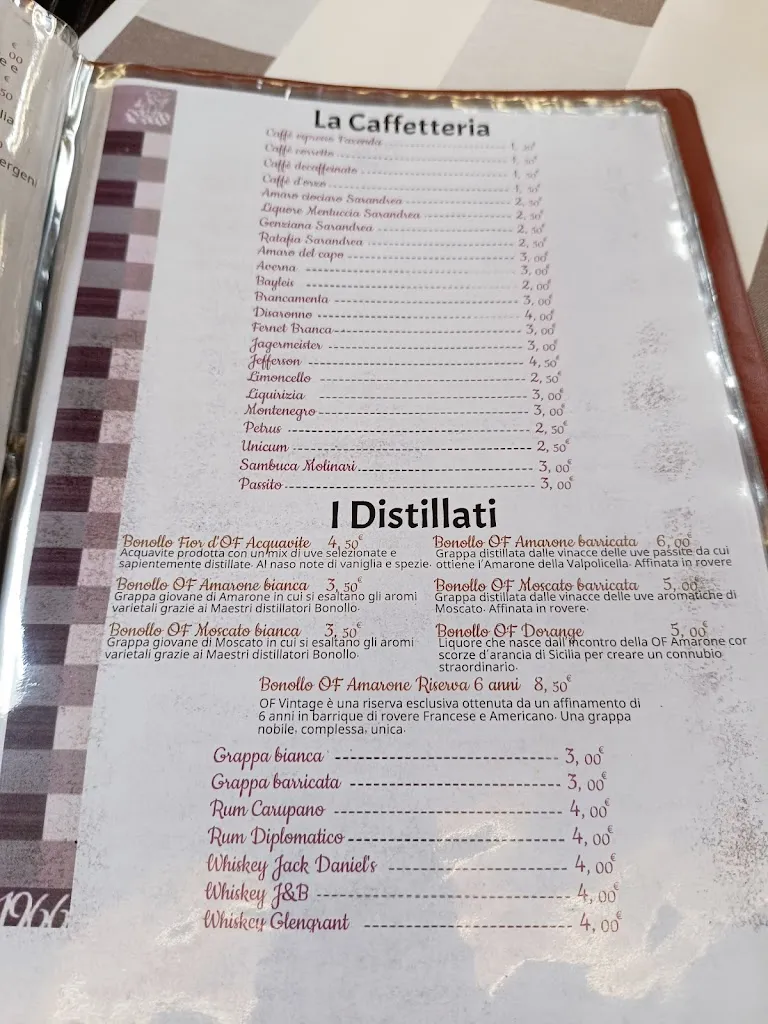 La Caffetteria
Caffè espresso Taverda 1, 50€
Caffè corretto 1, 50€
Caffè decaffeinato 1, 50€
Caffè d'orzo 1, 50€
Amaro ciociaro Sarandrea 2, 50€
Liquore Mentuccia Sarandrea 2, 50€
Genziana Sarandrea 2, 50€
Ratafia Sarandrea 2, 50€
Amaro del capo 3, 00€
Averna 3, 00€
Bayleis 2, 00€
Brancamenta 3, 00€
Disaronno 4, 00€
Fernet Branca 3, 00€
Jagermeister 3, 00€
Jefferson 4, 50€
Limoncello 2, 50€
Liquirizia 3, 00€
Montenegro 3, 00€
Petrus 2, 50€
Unicum 2, 50€
Sambuca Molinari 3, 00€
Passito 3, 00€
I Distillati
Bonollo Fior d'OF Acquavite 4, 50€
Acquavite prodotta con un mix di uve selezionate e
sapientemente distillate. Al naso note di vaniglia e spezie.
Bonollo OF Amarone barricata 6, 00€
Grappa distillata dalle vinacce delle uve passite da cui
ottiene l'Amarone della Valpolicella. Affinata in rovere
Bonollo OF Amarone bianca 3, 50€
Grappa giovane di Amarone in cui si esaltano gli aromi
varietali grazie ai Maestri distillatori Bonollo.
Bonollo OF Moscato barricata 5, 00€
Grappa distillata dalle vinacce delle uve aromatiche di
Moscato. Affinata in rovere.
Bonollo OF Moscato bianca 3, 50€
Grappa giovane di Moscato in cui si esaltano gli aromi
varietali grazie ai Maestri distillatori Bonollo.
Bonollo OF Dorange 5, 00€
Liquore che nasce dall'incontro della OF Amarone cor
scorze d'arancia di Sicilia per creare un connubio
straordinario.
Bonollo OF Amarone Riserva 6 anni 8, 50€
OF Vintage è una riserva esclusiva ottenuta da un affinamento di
6 anni in barrique di rovere Francese e Americano. Una grappa
nobile, complessa, unica.
Grappa bianca 3, 00€
Grappa barricata 3, 00€
Rum Carupano 4, 00€
Rum Diplomatico 4, 00€
Whiskey Jack Daniel's 4, 00€
Whiskey J&B 4, 00€
Whiskey Glengrant 4, 00€
1966